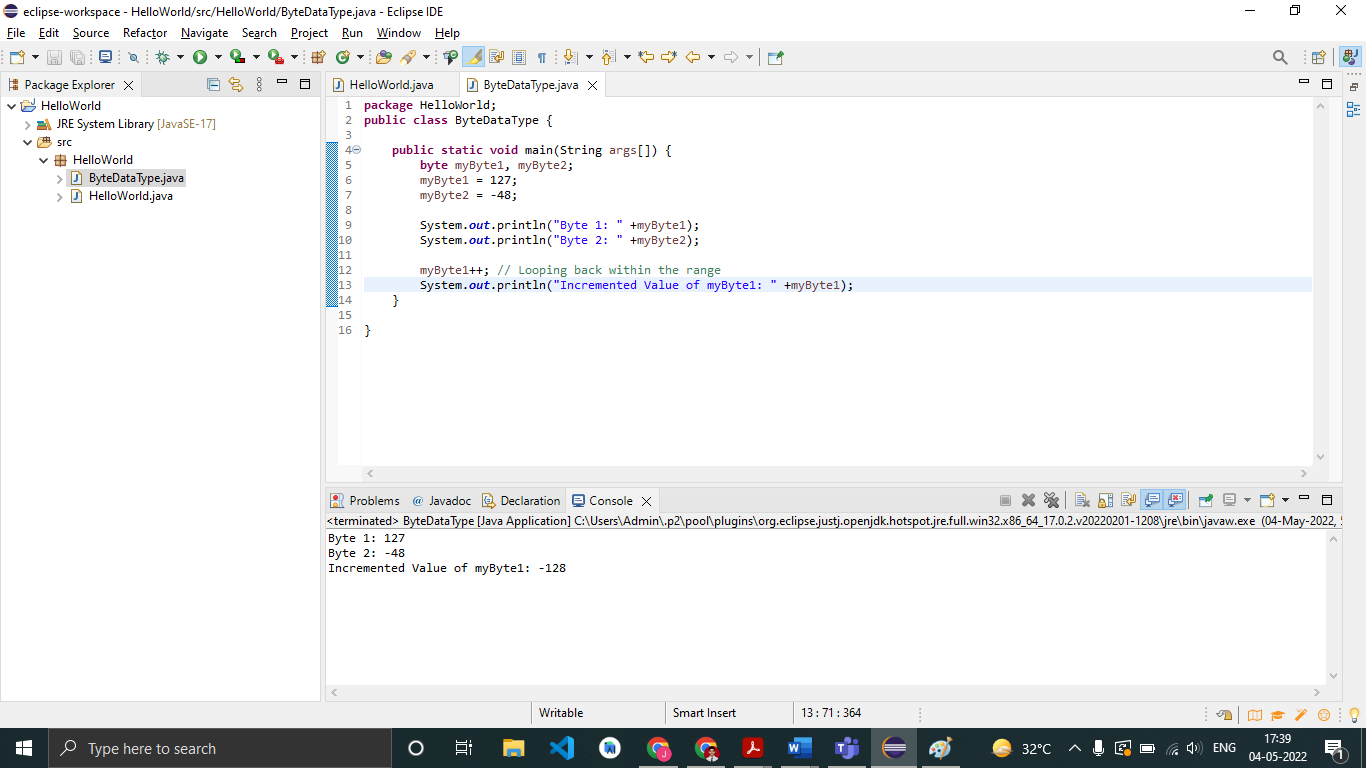 eclipse-workspace - HelloWorld/src/HelloWorld/ByteDataType.java - Eclipse IDE
File Edit Source Refactor Navigate Search Project Run Window Help
Package Explorer
HelloWorld
JRE System Library [JavaSE-17]
src
HelloWorld
ByteDataType.java
HelloWorld.java
HelloWorld.java ByteDataType.java
1 package HelloWorld;
2 public class ByteDataType {
3
4 public static void main(String args[]) {
5 byte myByte1, myByte2;
6 myByte1 = 127;
7 myByte2 = -48;
8
9 System.out.println("Byte 1: " +myByte1);
10 System.out.println("Byte 2: " +myByte2);
11
12 myByte1++; // Looping back within the range
13 System.out.println("Incremented Value of myByte1: " +myByte1);
14 }
15
16 }
Problems @ Javadoc Declaration Console
<terminated> ByteDataType [Java Application] C:\Users\Admin\.p2\pool\plugins\org.eclipse.justj.openjdk.hotspot.jre.full.win32.x86_64_17.0.2.v20220201-1208\jre\bin\javaw.exe (04-May-2022,
Byte 1: 127
Byte 2: -48
Incremented Value of myByte1: -128
Writable Smart Insert 13 : 71 : 364
Type here to search
32°C ENG 17:39
04-05-2022
1